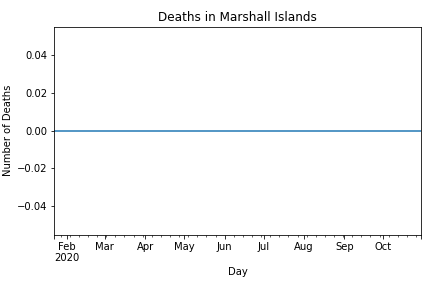 Deaths in Marshall Islands
0.04
0.02
0.00
−0.02
−0.04
Number of Deaths
Feb Mar Apr May Jun Jul Aug Sep Oct
2020
Day